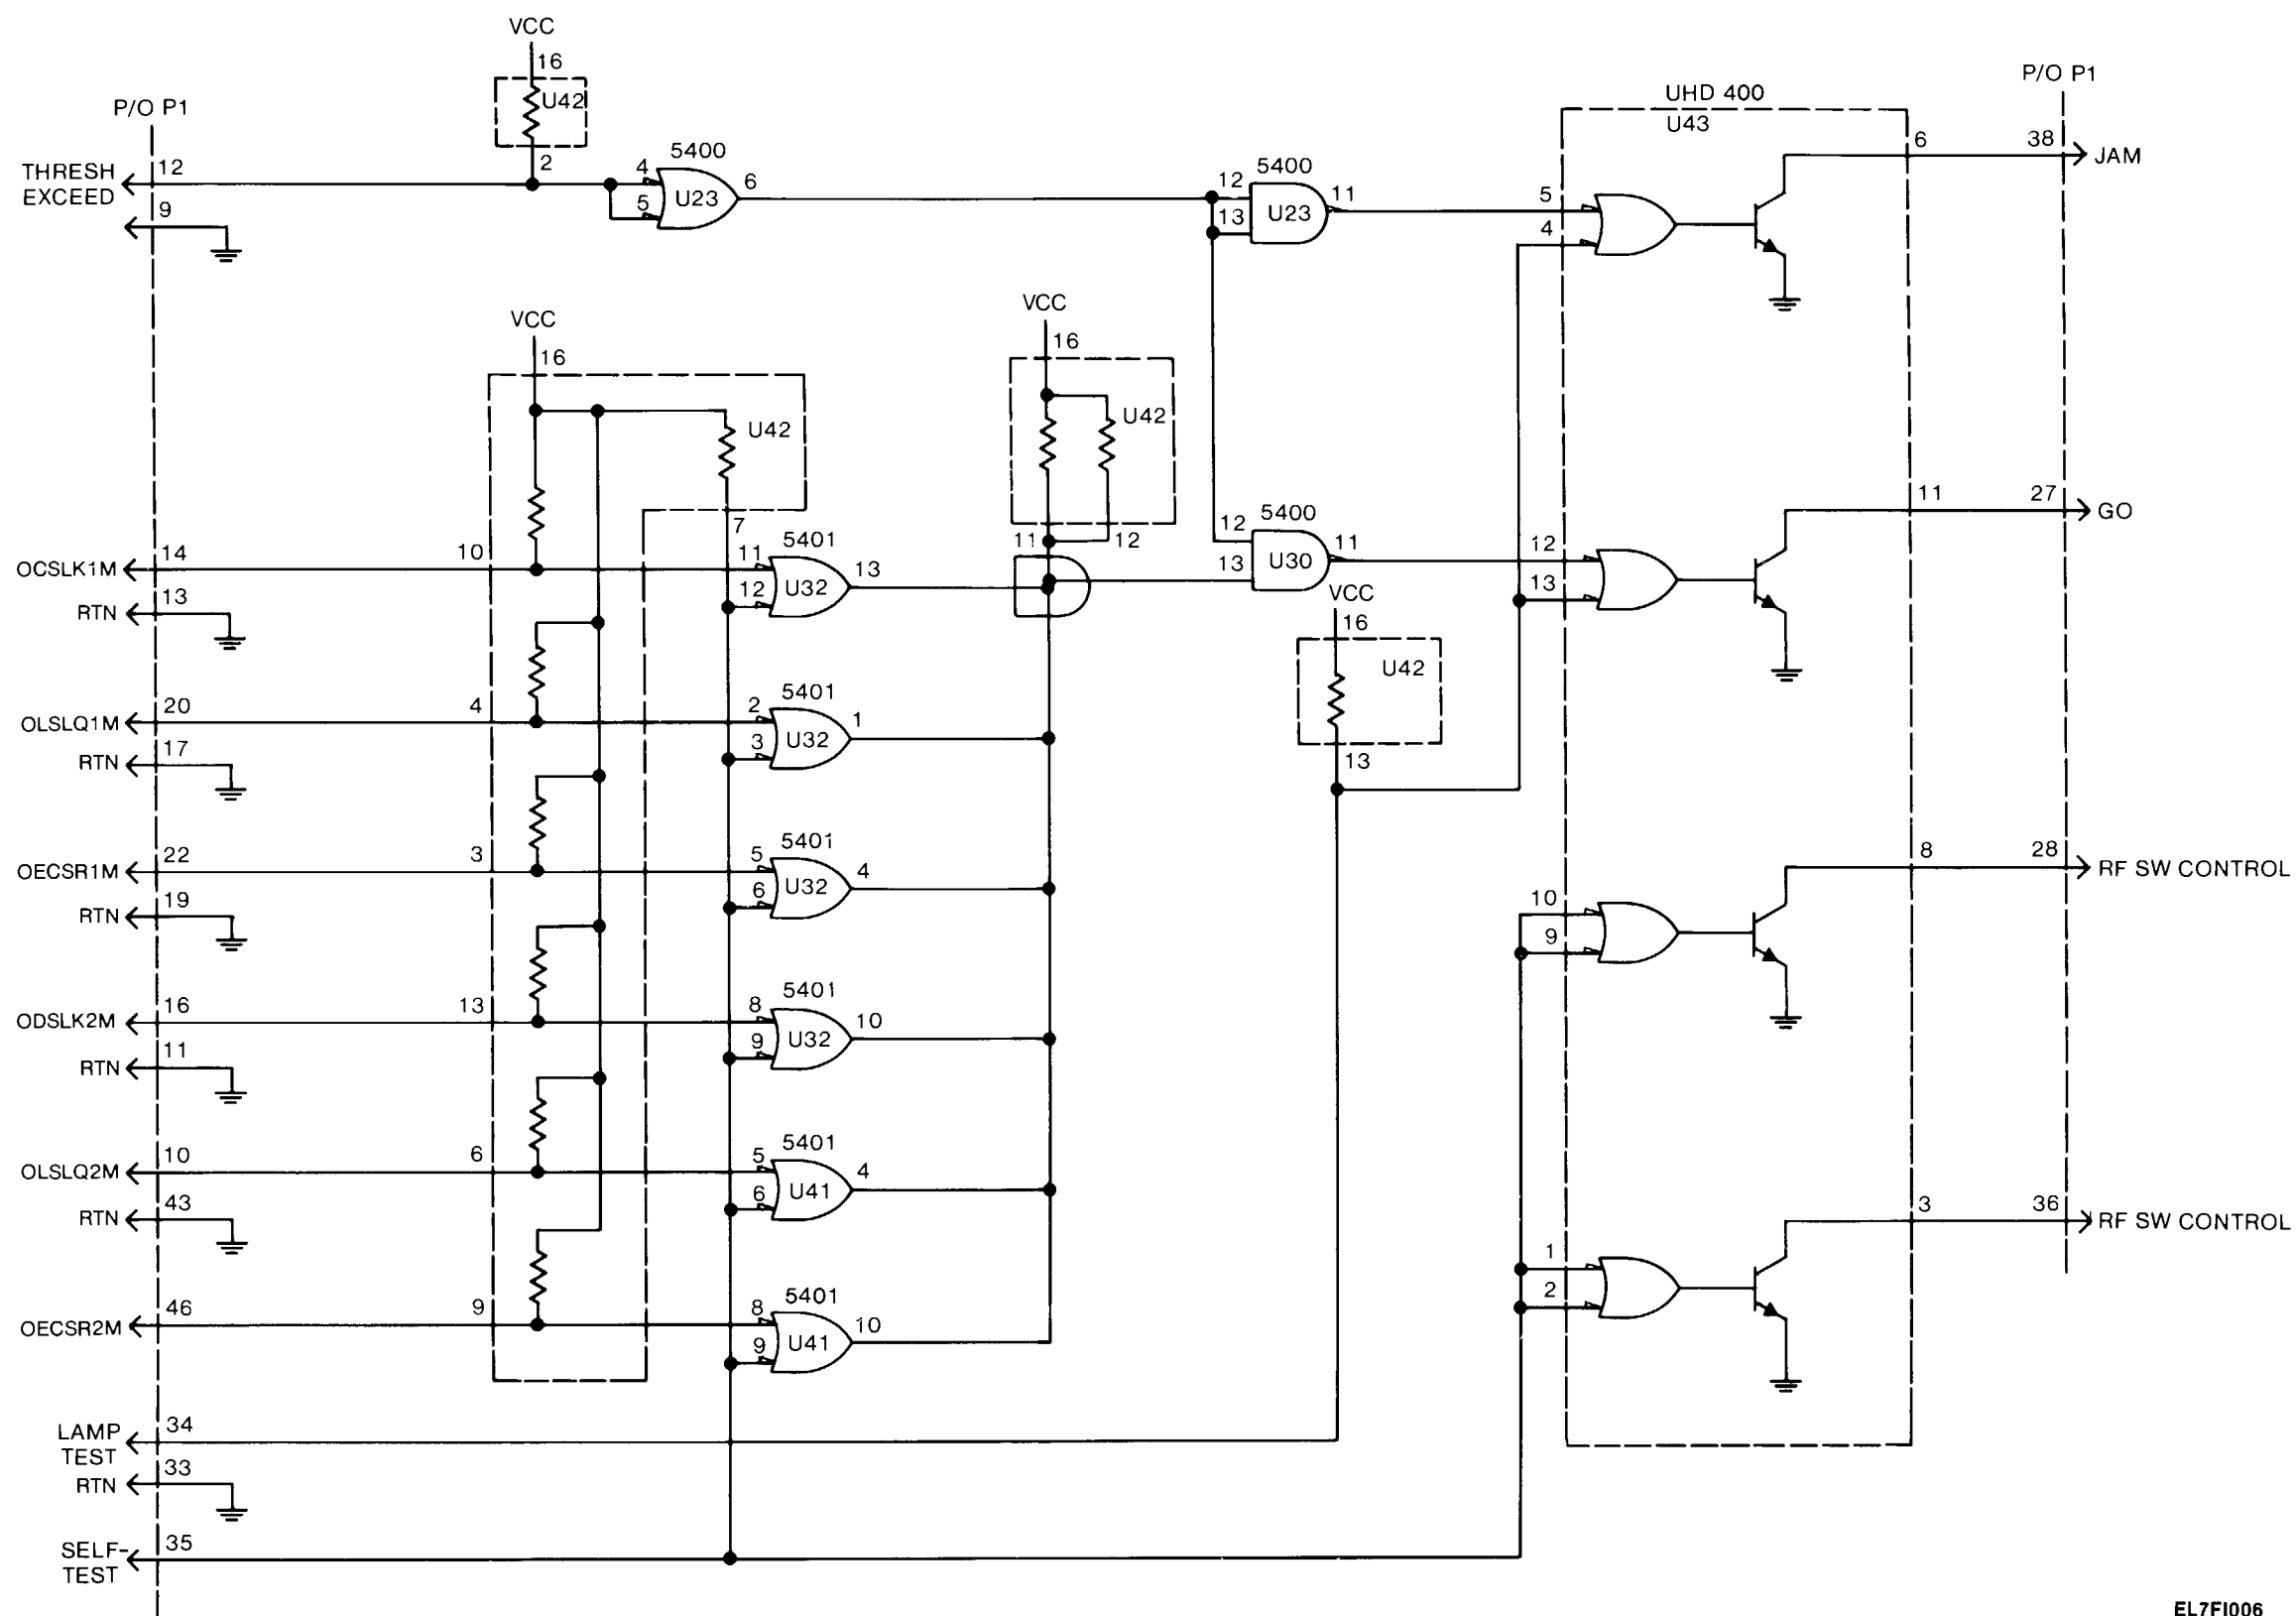 VCC
16
P/O P1
U42
P/O P1
UHD 400
U43
THRESH
EXCEED
12
2
4
5
5400
U23
6
12
13
5400
U23
11
5
4
6
38
JAM
9
VCC
16
U42
7
VCC
16
U42
11
12
OCSLK1M
14
10
11
12
5401
U32
13
12
13
5400
U30
11
12
13
11
27
GO
RTN
13
VCC
16
U42
13
OLSLQ1M
20
4
2
3
5401
U32
1
RTN
17
OECSR1M
22
3
5
6
5401
U32
4
10
9
8
28
RF SW CONTROL
RTN
19
ODSLK2M
16
13
8
9
5401
U32
10
RTN
11
OLSLQ2M
10
6
5
6
5401
U41
4
1
2
3
36
RF SW CONTROL
RTN
43
OECSR2M
46
9
8
9
5401
U41
10
LAMP
TEST
34
RTN
33
SELF-
TEST
35
EL7FI006